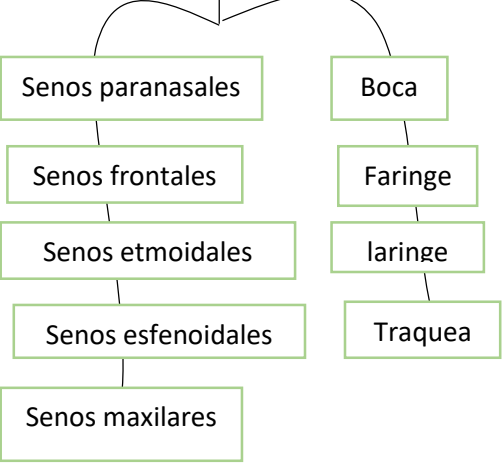 Senos paranasales
Senos frontales
Senos etmoidales
Senos esfenoidales
Senos maxilares
Boca
Faringe
laringe
Traquea